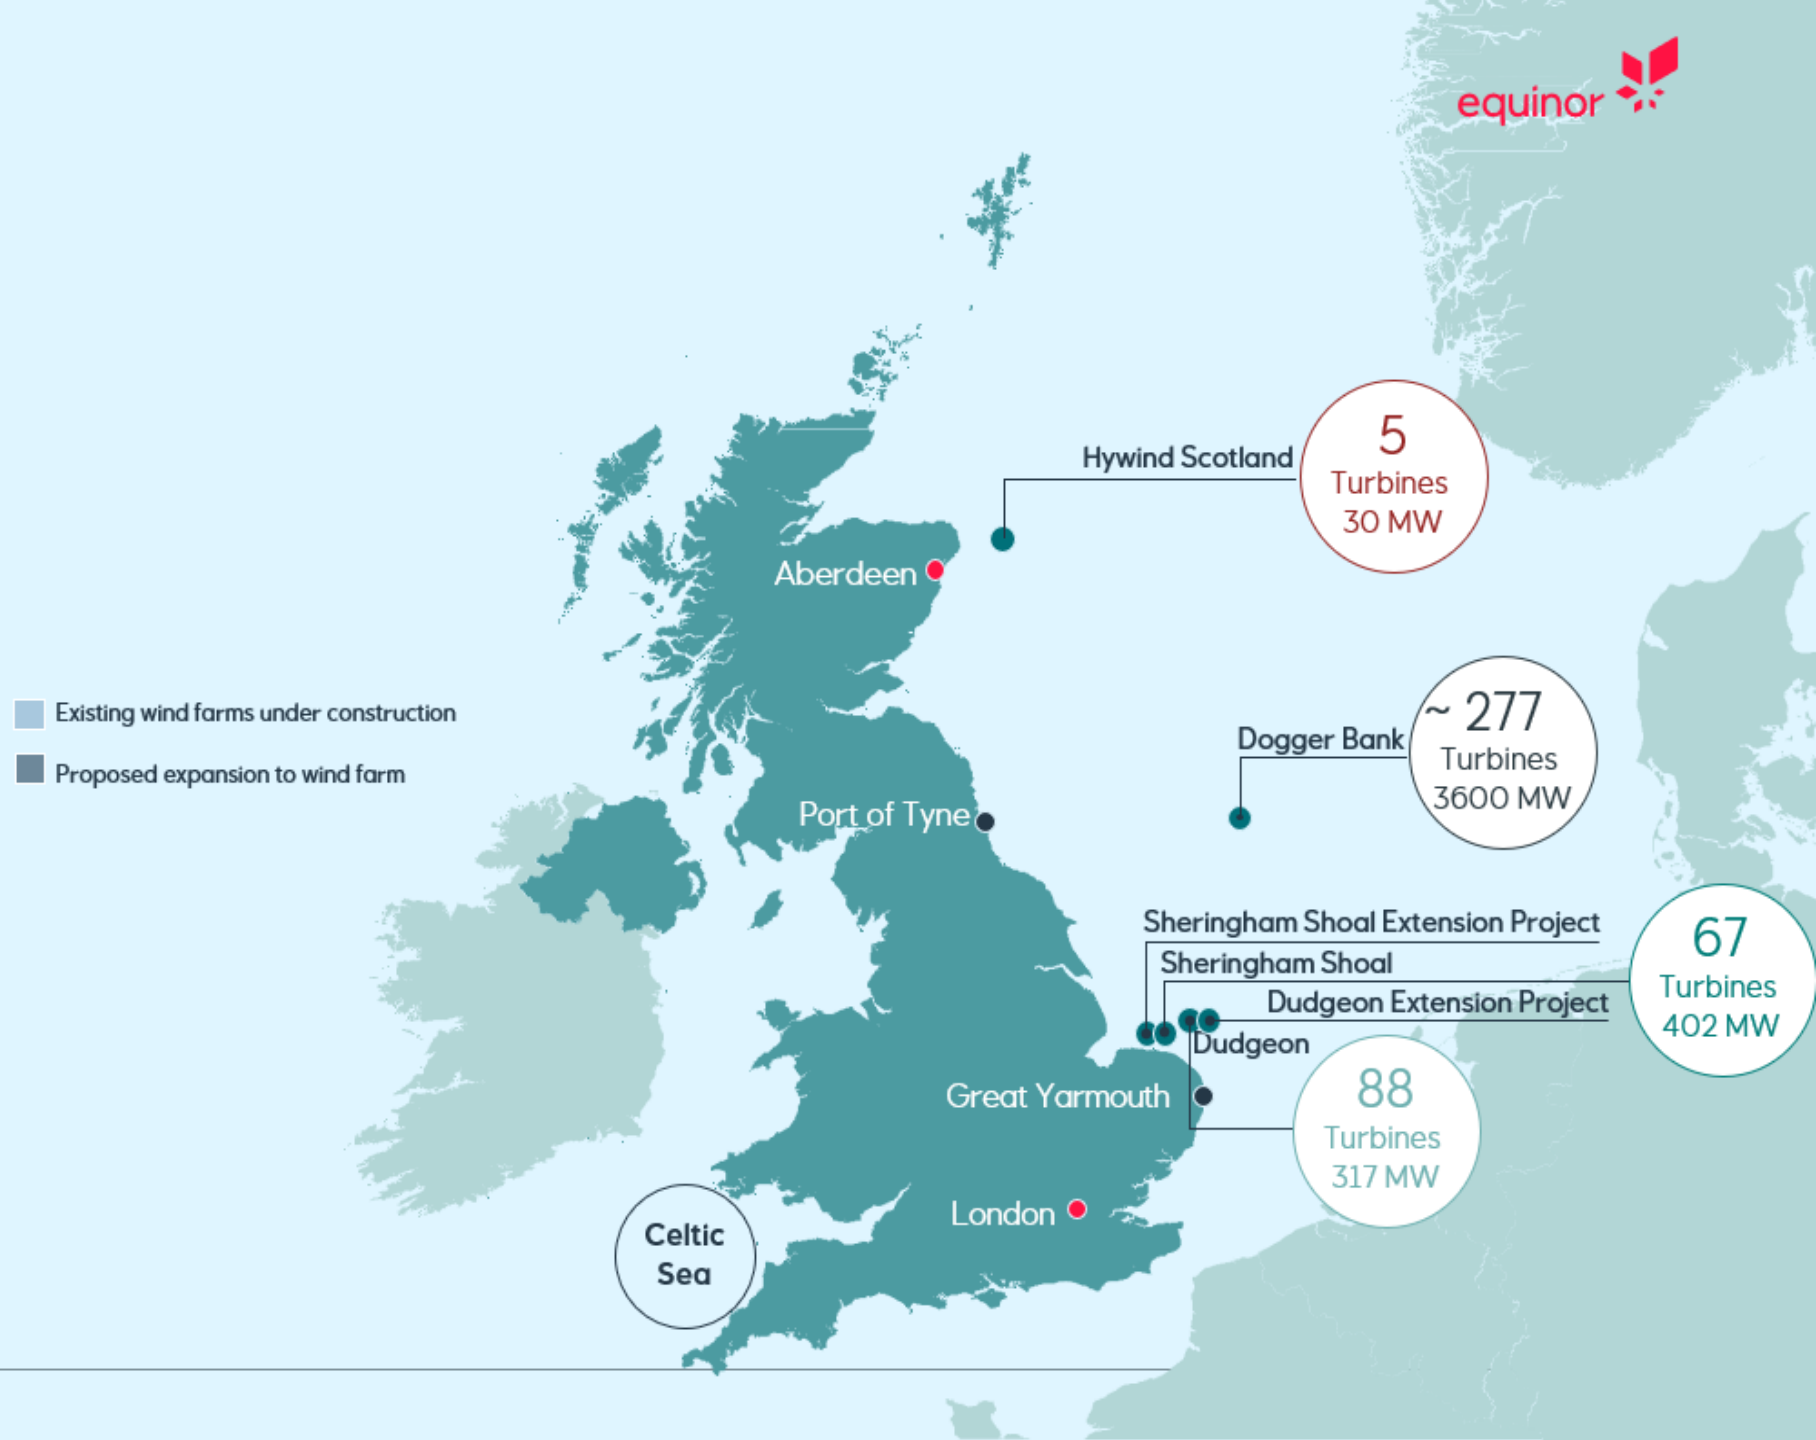 equinor
Hywind Scotland
5
Turbines
30 MW
Aberdeen
Existing wind farms under construction
Proposed expansion to wind farm
Dogger Bank
~ 277
Turbines
3600 MW
Port of Tyne
Sheringham Shoal Extension Project
Sheringham Shoal
67
Turbines
402 MW
Dudgeon Extension Project
Dudgeon
88
Turbines
317 MW
Great Yarmouth
London
Celtic
Sea